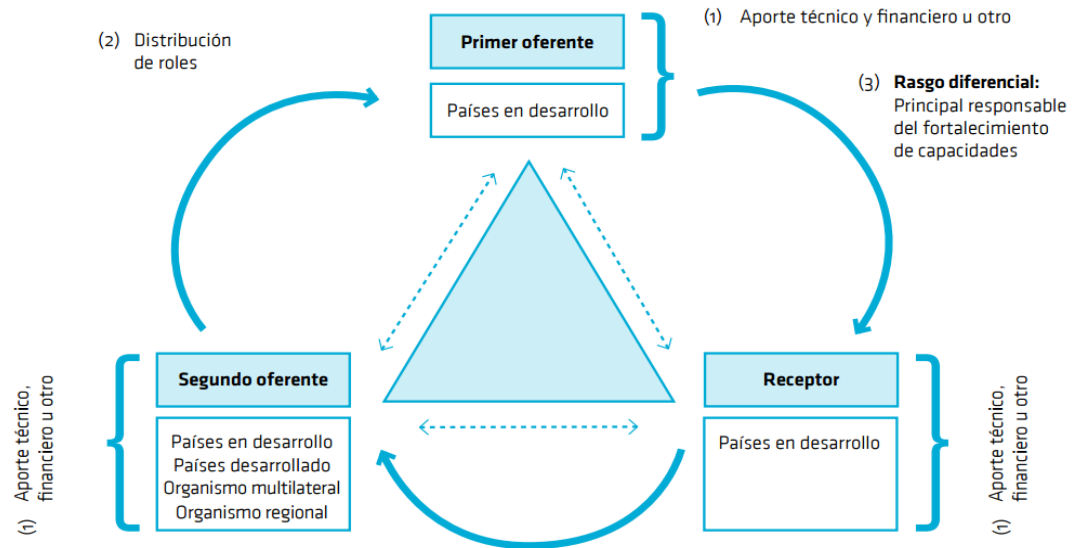 (1) Aporte técnico y financiero u otro
(2) Distribución
de roles
Primer oferente
Países en desarrollo
(3) Rasgo diferencial:
Principal responsable
del fortalecimiento
de capacidades
Segundo oferente
Países en desarrollo
Países desarrollado
Organismo multilateral
Organismo regional
(1) Aporte técnico,
financiero u otro
Receptor
Países en desarrollo
(1) Aporte técnico,
financiero u otro